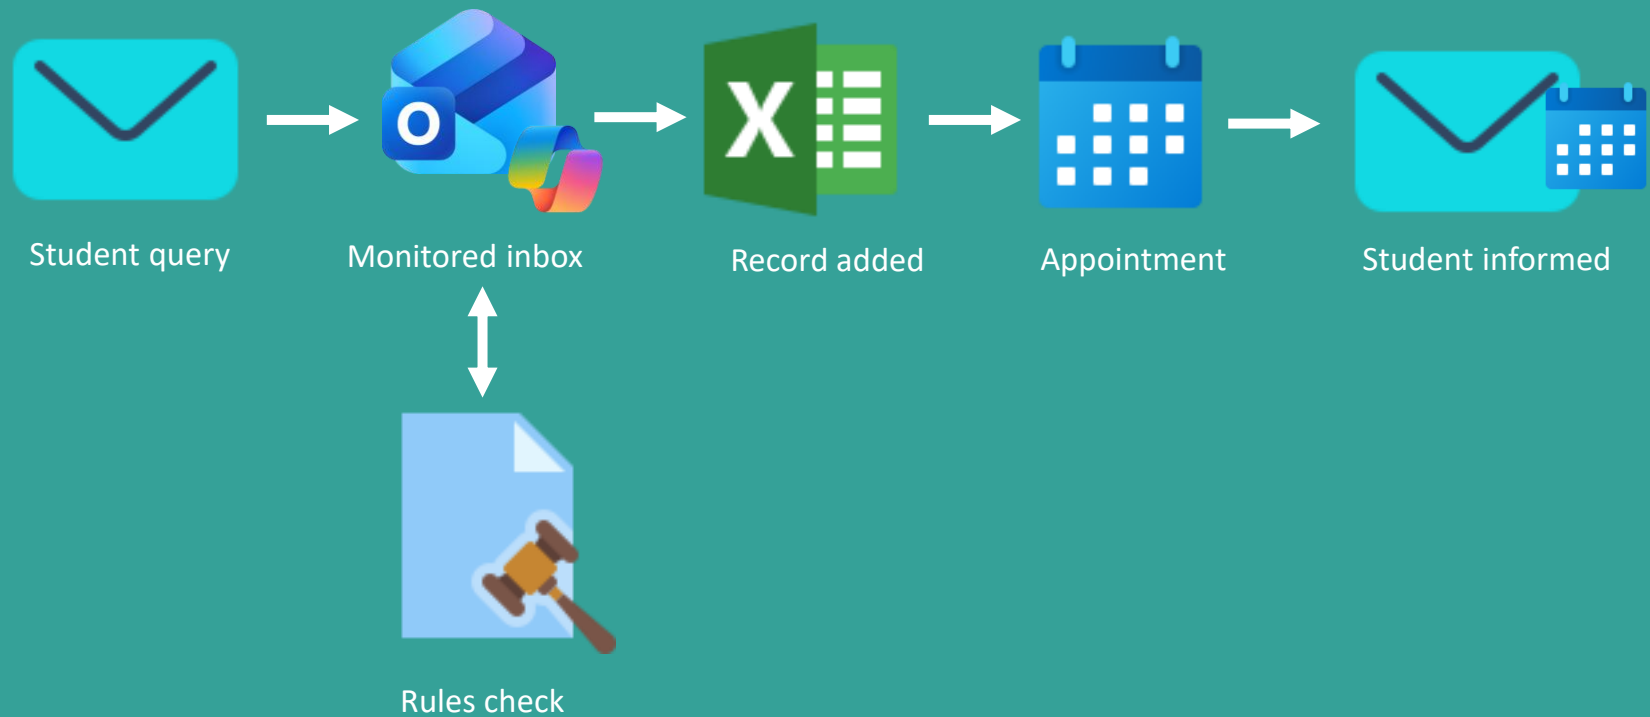 O
X
Student query
Monitored inbox
Record added
Appointment
Student informed
Rules check